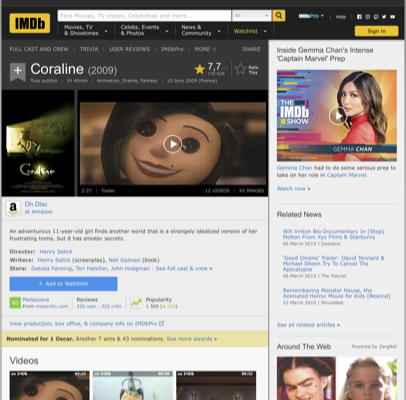 IMDb
Find Movies, TV shows, Celebrities and more...
All
IMDbPro
Help
Movies, TV & Showtimes
Celebs, Events & Photos
News & Community
Watchlist
Sign in
FULL CAST AND CREW | TRIVIA | USER REVIEWS | IMDbPro | MORE
SHARE
Coraline (2009)
7,7
Rate This
Tous publics | 1h 40min | Animation, Drama, Fantasy | 10 June 2009 (France)
Coraline
2:27 | Trailer
12 VIDEOS | 93 IMAGES
On Disc
at Amazon
An adventurous 11-year-old girl finds another world that is a strangely idealized version of her
frustrating home, but it has sinister secrets.
Director: Henry Selick
Writers: Henry Selick (screenplay), Neil Gaiman (book)
Stars: Dakota Fanning, Teri Hatcher, John Hodgman | See full cast & crew »
+ Add to Watchlist
80
Metascore
From metacritic.com
Reviews
330 user | 325 critic
Popularity
View production, box office, & company info on IMDbPro
Nominated for 1 Oscar. Another 7 wins & 43 nominations. See more awards »
Videos
Inside Gemma Chan's Intense
'Captain Marvel' Prep
THE
IMDb
SHOW
GEMMA CHAN
Gemma Chan had to do some serious prep to
take on her role in Captain Marvel.
Watch now »
Related News
Will Vinton Bio-Documentary In [Stop]
Motion From Xyz Films & Starburns
06 March 2019 | Deadline
'Good Omens' Trailer: David Tennant &
Michael Sheen Try To Cancel The
Apocalypse
06 March 2019 | The Playlist
Remembering Monster House, the
Animated Horror Movie for Kids [Rewind]
03 March 2019 | MovieWeb
See all related articles »
Around The Web
Powered by ZergNet